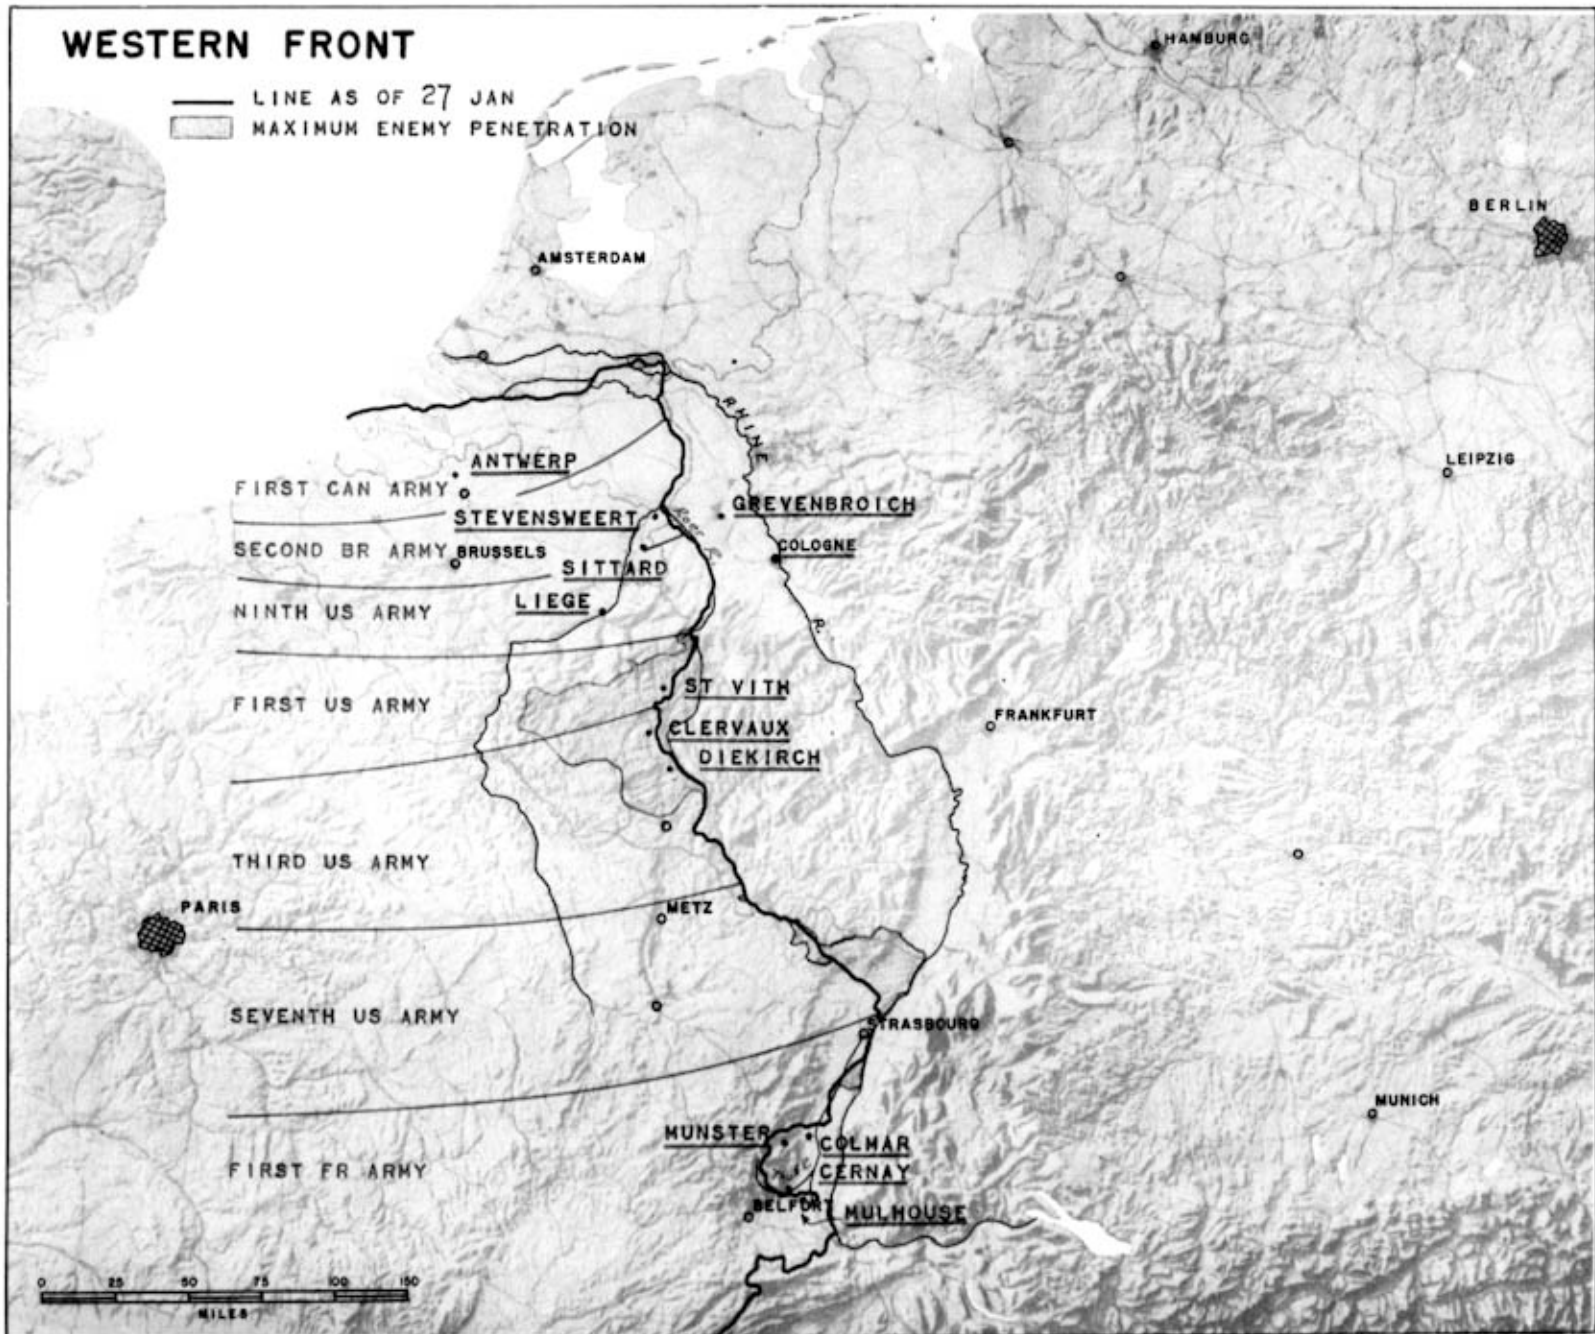 WESTERN FRONT
LINE AS OF 27 JAN
MAXIMUM ENEMY PENETRATION
HAMBURG
BERLIN
AMSTERDAM
RHINE
R.
LEIPZIG
ANTWERP
FIRST CAN ARMY
STEVENSWEERT
ROER R.
GREVENBROICH
COLOGNE
SECOND BR ARMY
BRUSSELS
SITTARD
NINTH US ARMY
LIEGE
ST VITH
FIRST US ARMY
FRANKFURT
CLERVAUX
DIEKIRCH
THIRD US ARMY
PARIS
METZ
SEVENTH US ARMY
STRASBOURG
MUNICH
MUNSTER
COLMAR
FIRST FR ARMY
CERNAY
BELFORT
MULHOUSE
0 25 50 75 100 150
MILES